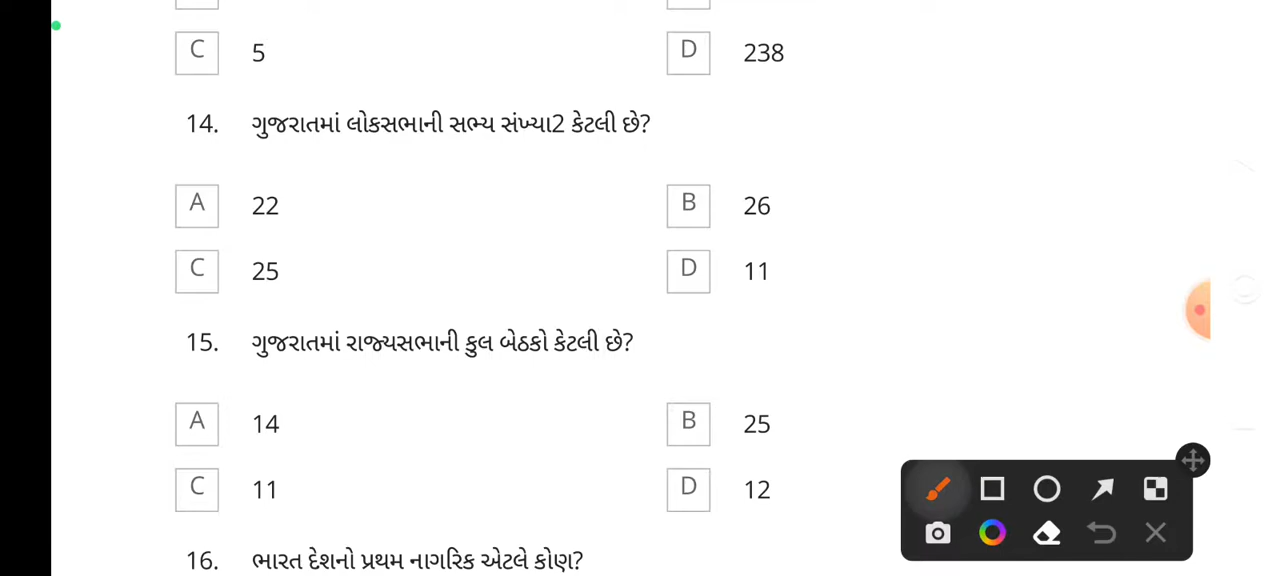 C 5 D 238
14. ગુજરાતમાં લોકસભાની સભ્ય સંખ્યા2 કેટલી છે?
A 22 B 26
C 25 D 11
15. ગુજરાતમાં રાજ્યસભાની કુલ બેઠકો કેટલી છે?
A 14 B 25
C 11 D 12
16. ભારત દેશનો પ્રથમ નાગરિક એટલે કોણ?